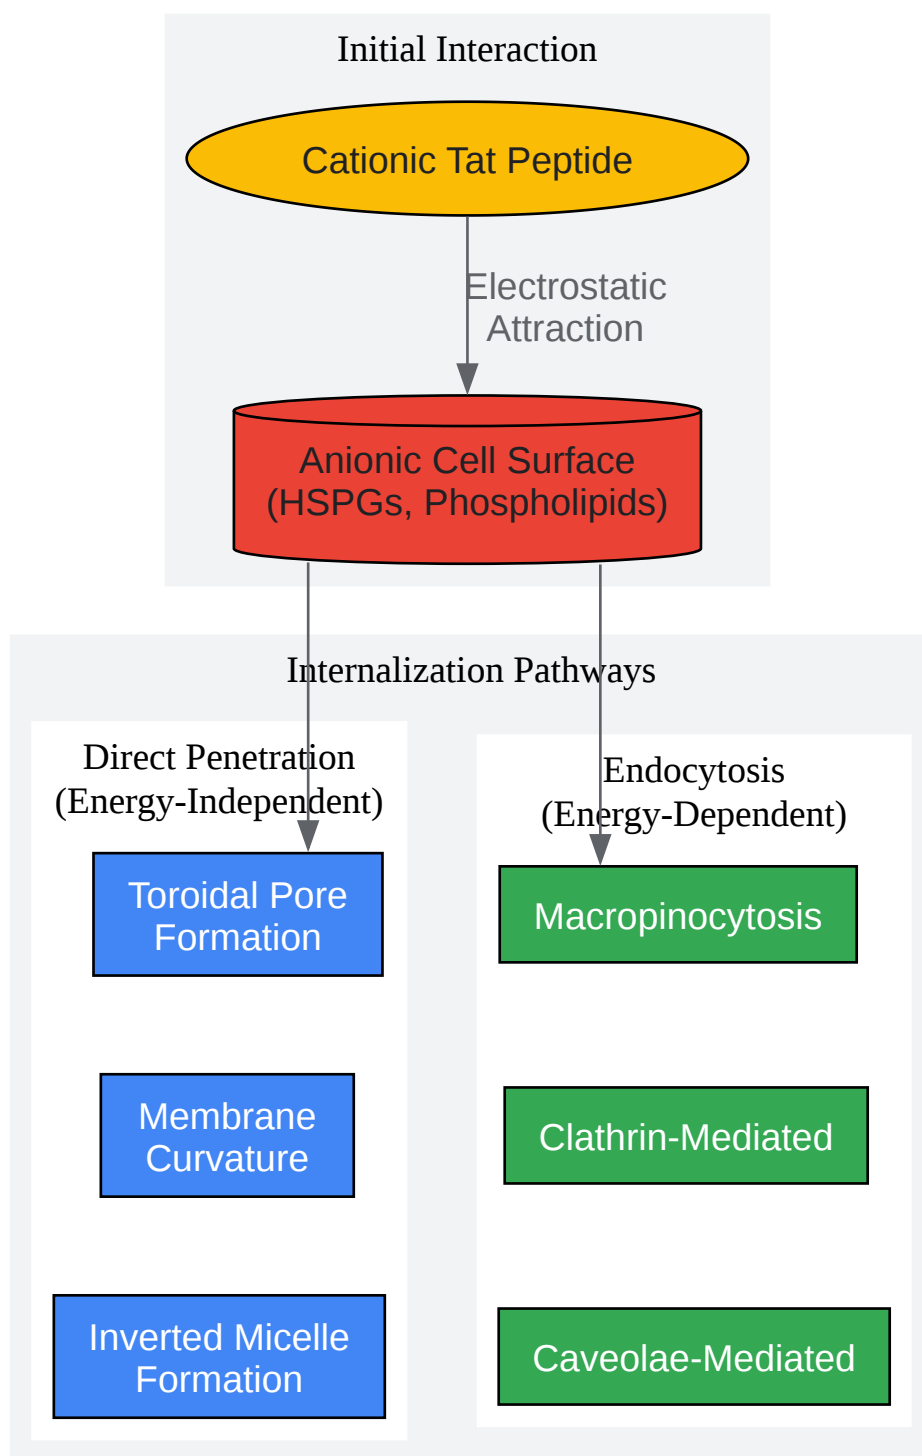 Initial Interaction
Cationic Tat Peptide
Electrostatic
Attraction
Anionic Cell Surface
(HSPGs, Phospholipids)
Internalization Pathways
Direct Penetration
(Energy-Independent)
Toroidal Pore
Formation
Membrane
Curvature
Inverted Micelle
Formation
Endocytosis
(Energy-Dependent)
Macropinocytosis
Clathrin-Mediated
Caveolae-Mediated